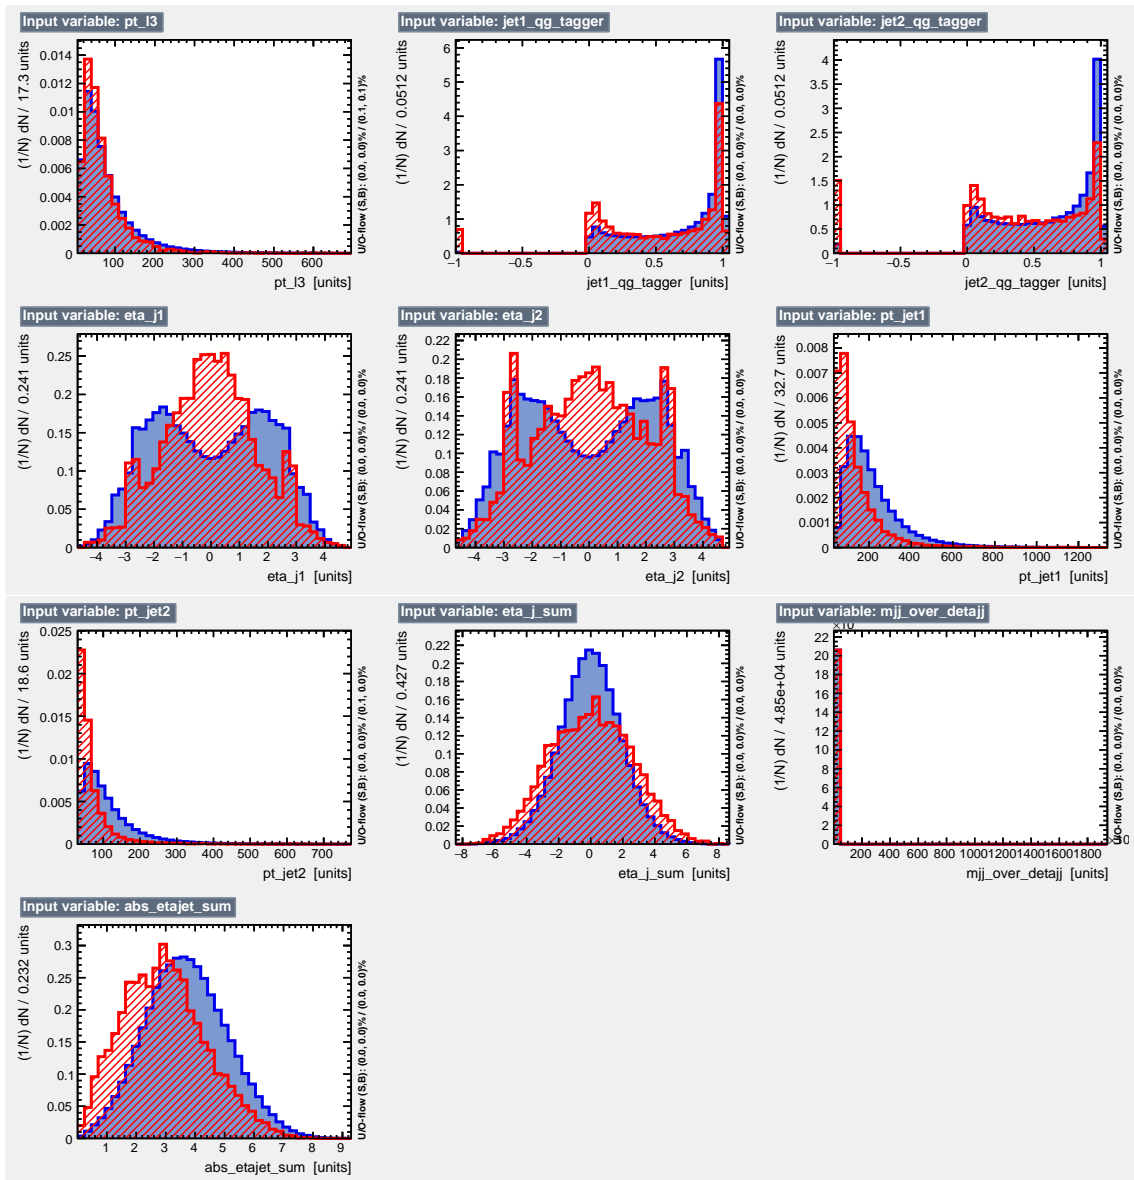 Input variable: pt_l3
(1/N) dN / 17.3 units
0.014
0.012
0.01
0.008
0.006
0.004
0.002
0
100 200 300 400 500 600
pt_l3 [units]
U/O-flow (S,B): (0.0, 0.0)% / (0.1, 0.1)%
Input variable: jet1_qg_tagger
(1/N) dN / 0.0512 units
6
5
4
3
2
1
0
−1 −0.5 0 0.5 1
jet1_qg_tagger [units]
U/O-flow (S,B): (0.0, 0.0)% / (0.0, 0.0)%
Input variable: jet2_qg_tagger
(1/N) dN / 0.0512 units
4
3.5
3
2.5
2
1.5
1
0.5
0
−1 −0.5 0 0.5 1
jet2_qg_tagger [units]
U/O-flow (S,B): (0.0, 0.0)% / (0.0, 0.0)%
Input variable: eta_j1
(1/N) dN / 0.241 units
0.25
0.2
0.15
0.1
0.05
0
−4 −3 −2 −1 0 1 2 3 4
eta_j1 [units]
U/O-flow (S,B): (0.0, 0.0)% / (0.0, 0.0)%
Input variable: eta_j2
(1/N) dN / 0.241 units
0.22
0.2
0.18
0.16
0.14
0.12
0.1
0.08
0.06
0.04
0.02
0
−4 −3 −2 −1 0 1 2 3 4
eta_j2 [units]
U/O-flow (S,B): (0.0, 0.0)% / (0.0, 0.0)%
Input variable: pt_jet1
(1/N) dN / 32.7 units
0.008
0.007
0.006
0.005
0.004
0.003
0.002
0.001
0
200 400 600 800 1000 1200
pt_jet1 [units]
U/O-flow (S,B): (0.0, 0.0)% / (0.0, 0.0)%
Input variable: pt_jet2
(1/N) dN / 18.6 units
0.025
0.02
0.015
0.01
0.005
0
100 200 300 400 500 600 700
pt_jet2 [units]
U/O-flow (S,B): (0.0, 0.0)% / (0.1, 0.0)%
Input variable: eta_j_sum
(1/N) dN / 0.427 units
0.22
0.2
0.18
0.16
0.14
0.12
0.1
0.08
0.06
0.04
0.02
0
−8 −6 −4 −2 0 2 4 6 8
eta_j_sum [units]
U/O-flow (S,B): (0.0, 0.0)% / (0.0, 0.0)%
Input variable: mjj_over_detajj
(1/N) dN / 4.85e+04 units
22
20
18
16
14
12
10
8
6
4
2
0
200 400 600 800 1000 1200 1400 1600 1800
mjj_over_detajj [units]
U/O-flow (S,B): (0.0, 0.0)% / (0.0, 0.0)%
Input variable: abs_etajet_sum
(1/N) dN / 0.232 units
0.3
0.25
0.2
0.15
0.1
0.05
0
1 2 3 4 5 6 7 8 9
abs_etajet_sum [units]
U/O-flow (S,B): (0.0, 0.0)% / (0.0, 0.0)%